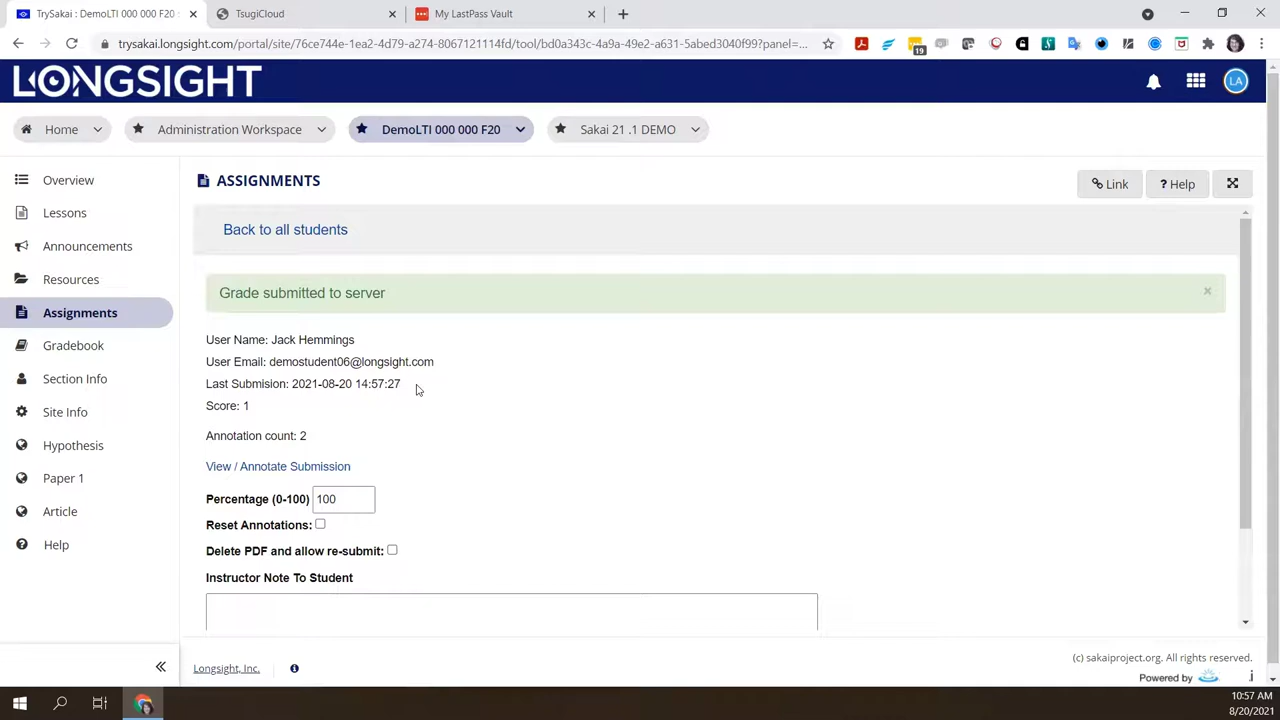 TrySakai : DemoLTI 000 000 F20
TsugiCloud
My LastPass Vault
trysakai.longsight.com/portal/site/76cc744e-1ac3-4d70-a274-80677c1114fd/tool/bd0a343c-4a9a-49e2-a631-5abed3040f99?panel=...
19
LONGSIGHT
LA
Home
Administration Workspace
DemoLTI 000 000 F20
Sakai 21 .1 DEMO
Overview
Lessons
Announcements
Resources
Assignments
Gradebook
Section Info
Site Info
Hypothesis
Paper 1
Article
Help
ASSIGNMENTS
Link
? Help
Back to all students
Grade submitted to server
×
User Name: Jack Hemmings
User Email: demostudent06@longsight.com
Last Submision: 2021-08-20 14:57:27
Score: 1
Annotation count: 2
View / Annotate Submission
Percentage (0-100) 100
Reset Annotations:
Delete PDF and allow re-submit:
Instructor Note To Student
Longsight, Inc.
(c) sakaiproject.org. All rights reserved.
Powered by
10:57 AM
8/20/2021